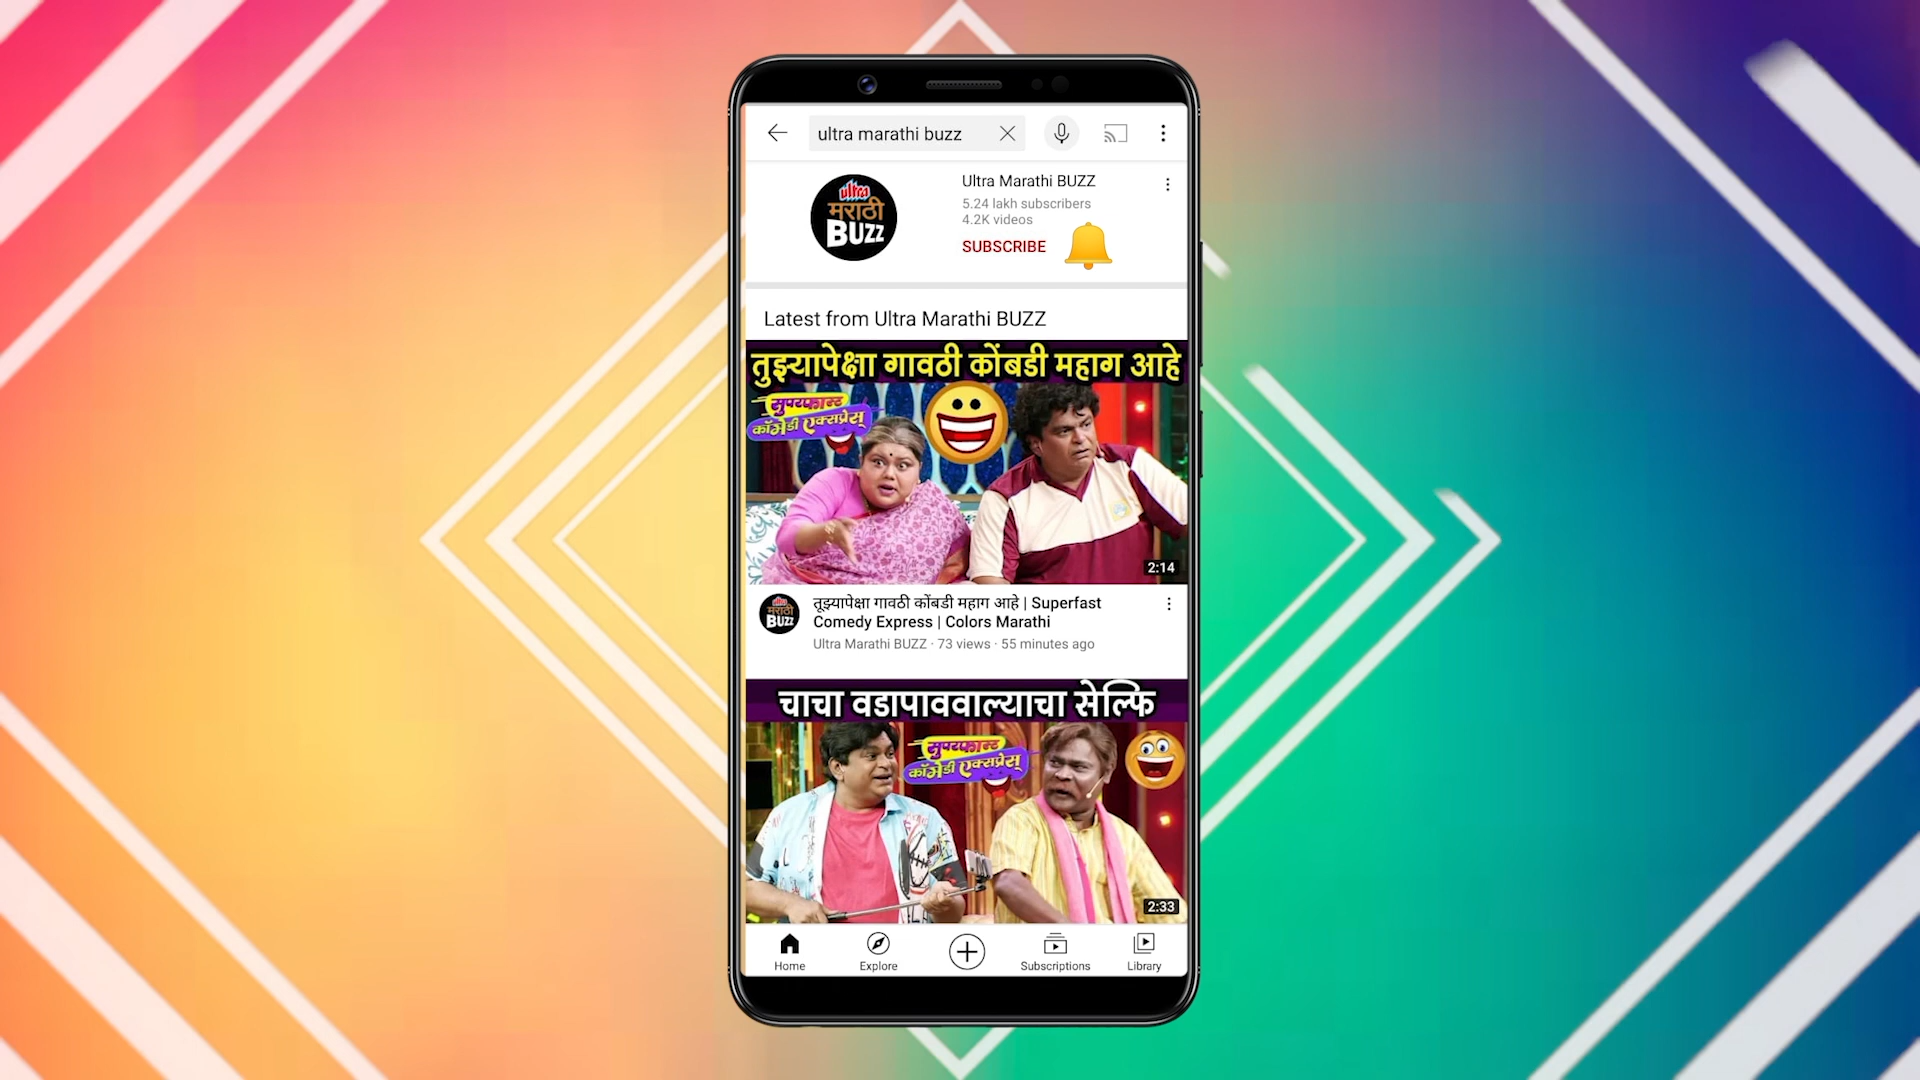 ultra marathi buzz
ultra
मराठी
BUZZ
Ultra Marathi BUZZ
5.24 lakh subscribers
4.2K videos
SUBSCRIBE
Latest from Ultra Marathi BUZZ
तुझ्यापेक्षा गावठी कोंबडी महाग आहे
सुपरफास्ट
कॉमेडी एक्सप्रेस्
2:14
ultra
मराठी
BUZZ
तूझ्यापेक्षा गावठी कोंबडी महाग आहे | Superfast
Comedy Express | Colors Marathi
Ultra Marathi BUZZ · 73 views · 55 minutes ago
चाचा वडापाववाल्याचा सेल्फि
सुपरफास्ट
कॉमेडी एक्सप्रेस्
2:33
Home
Explore
Subscriptions
Library